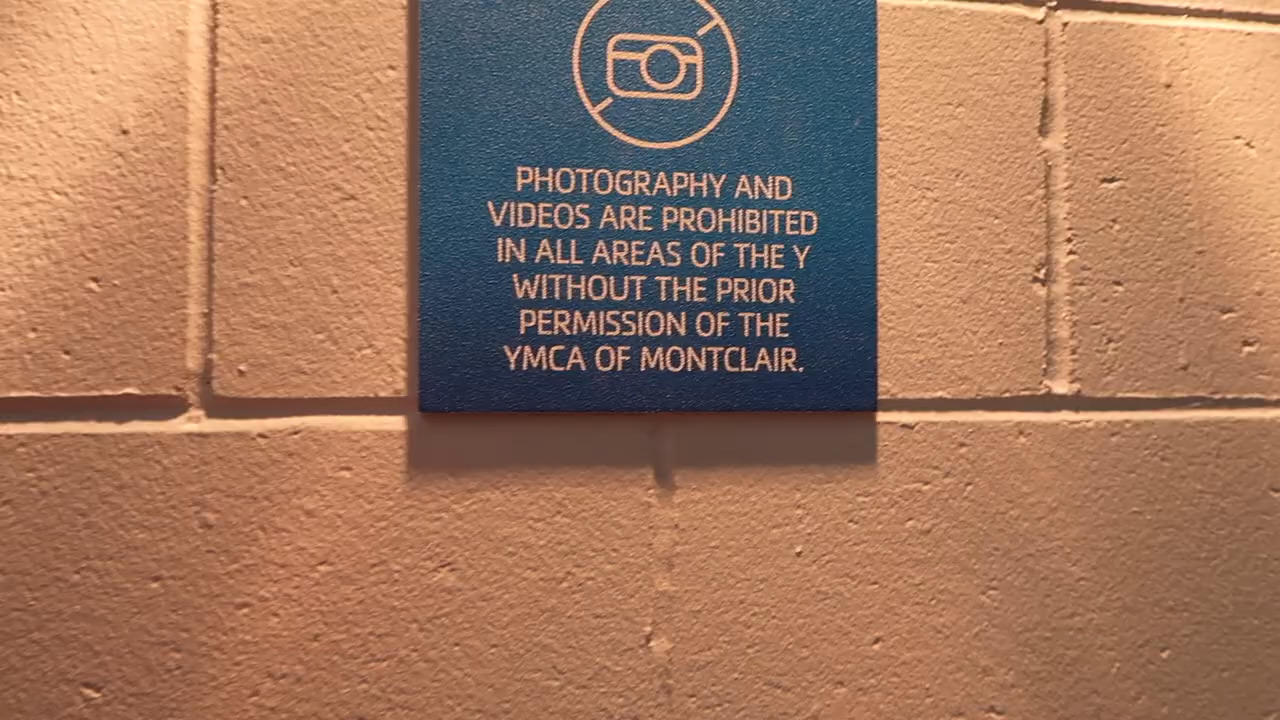 PHOTOGRAPHY AND
VIDEOS ARE PROHIBITED
IN ALL AREAS OF THE Y
WITHOUT THE PRIOR
PERMISSION OF THE
YMCA OF MONTCLAIR.